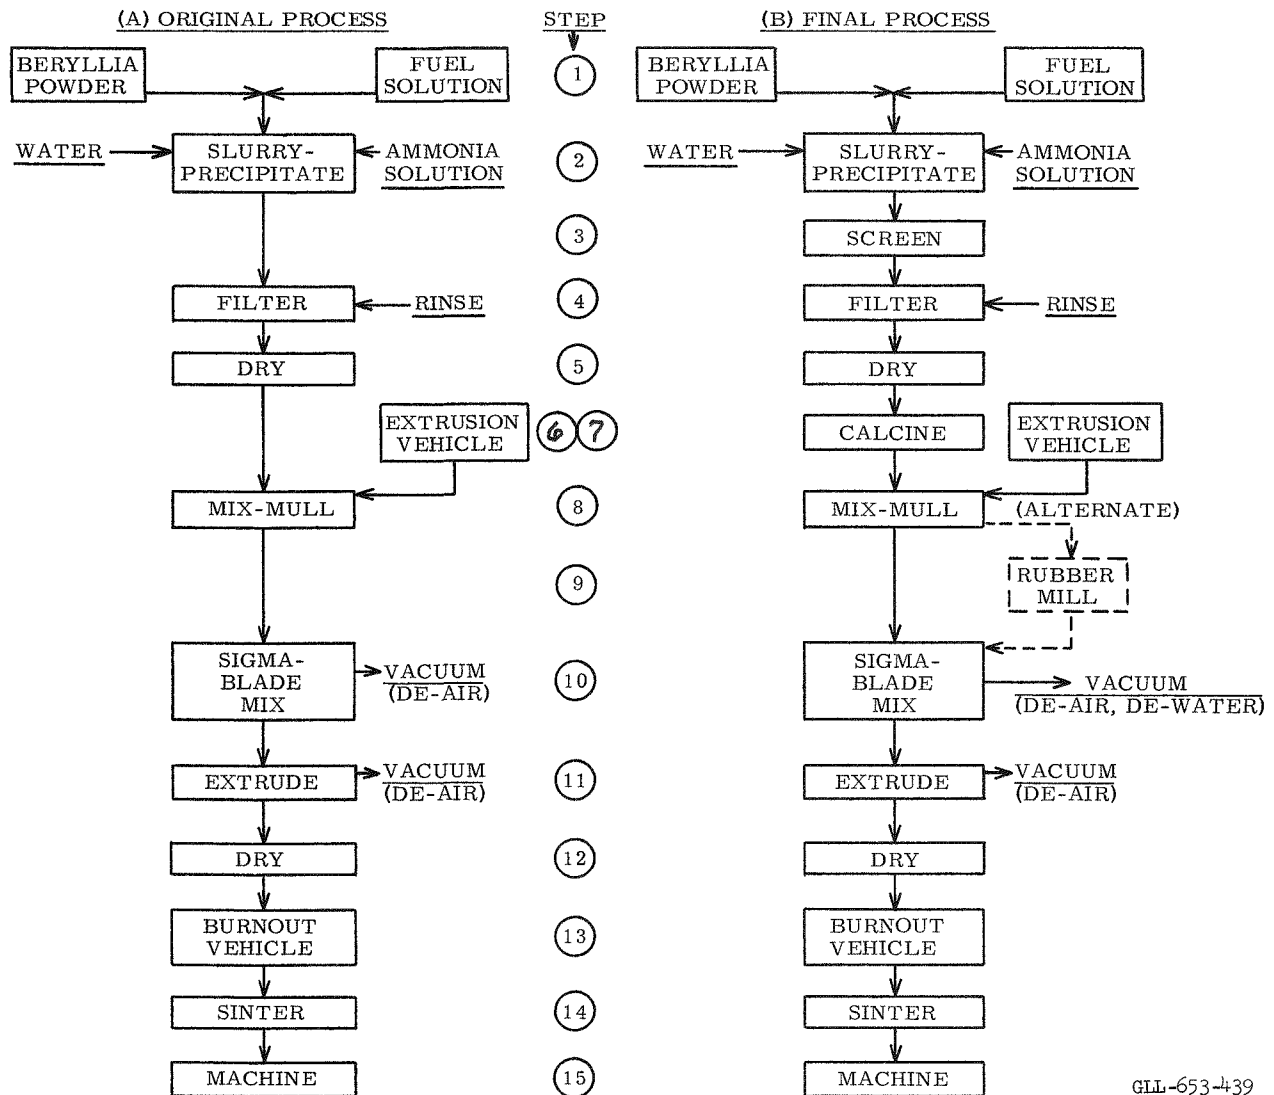 (A) ORIGINAL PROCESS
STEP
(B) FINAL PROCESS
BERYLLIA
POWDER
FUEL
SOLUTION
1
BERYLLIA
POWDER
FUEL
SOLUTION
WATER
SLURRY-
PRECIPITATE
AMMONIA
SOLUTION
2
WATER
SLURRY-
PRECIPITATE
AMMONIA
SOLUTION
3
SCREEN
FILTER
RINSE
4
FILTER
RINSE
DRY
5
DRY
EXTRUSION
VEHICLE
6 7
CALCINE
EXTRUSION
VEHICLE
MIX-MULL
8
MIX-MULL
(ALTERNATE)
9
RUBBER
MILL
SIGMA-
BLADE
MIX
VACUUM
(DE-AIR)
10
SIGMA-
BLADE
MIX
VACUUM
(DE-AIR, DE-WATER)
EXTRUDE
VACUUM
(DE-AIR)
11
EXTRUDE
VACUUM
(DE-AIR)
DRY
12
DRY
BURNOUT
VEHICLE
13
BURNOUT
VEHICLE
SINTER
14
SINTER
MACHINE
15
MACHINE
GLL-653-439